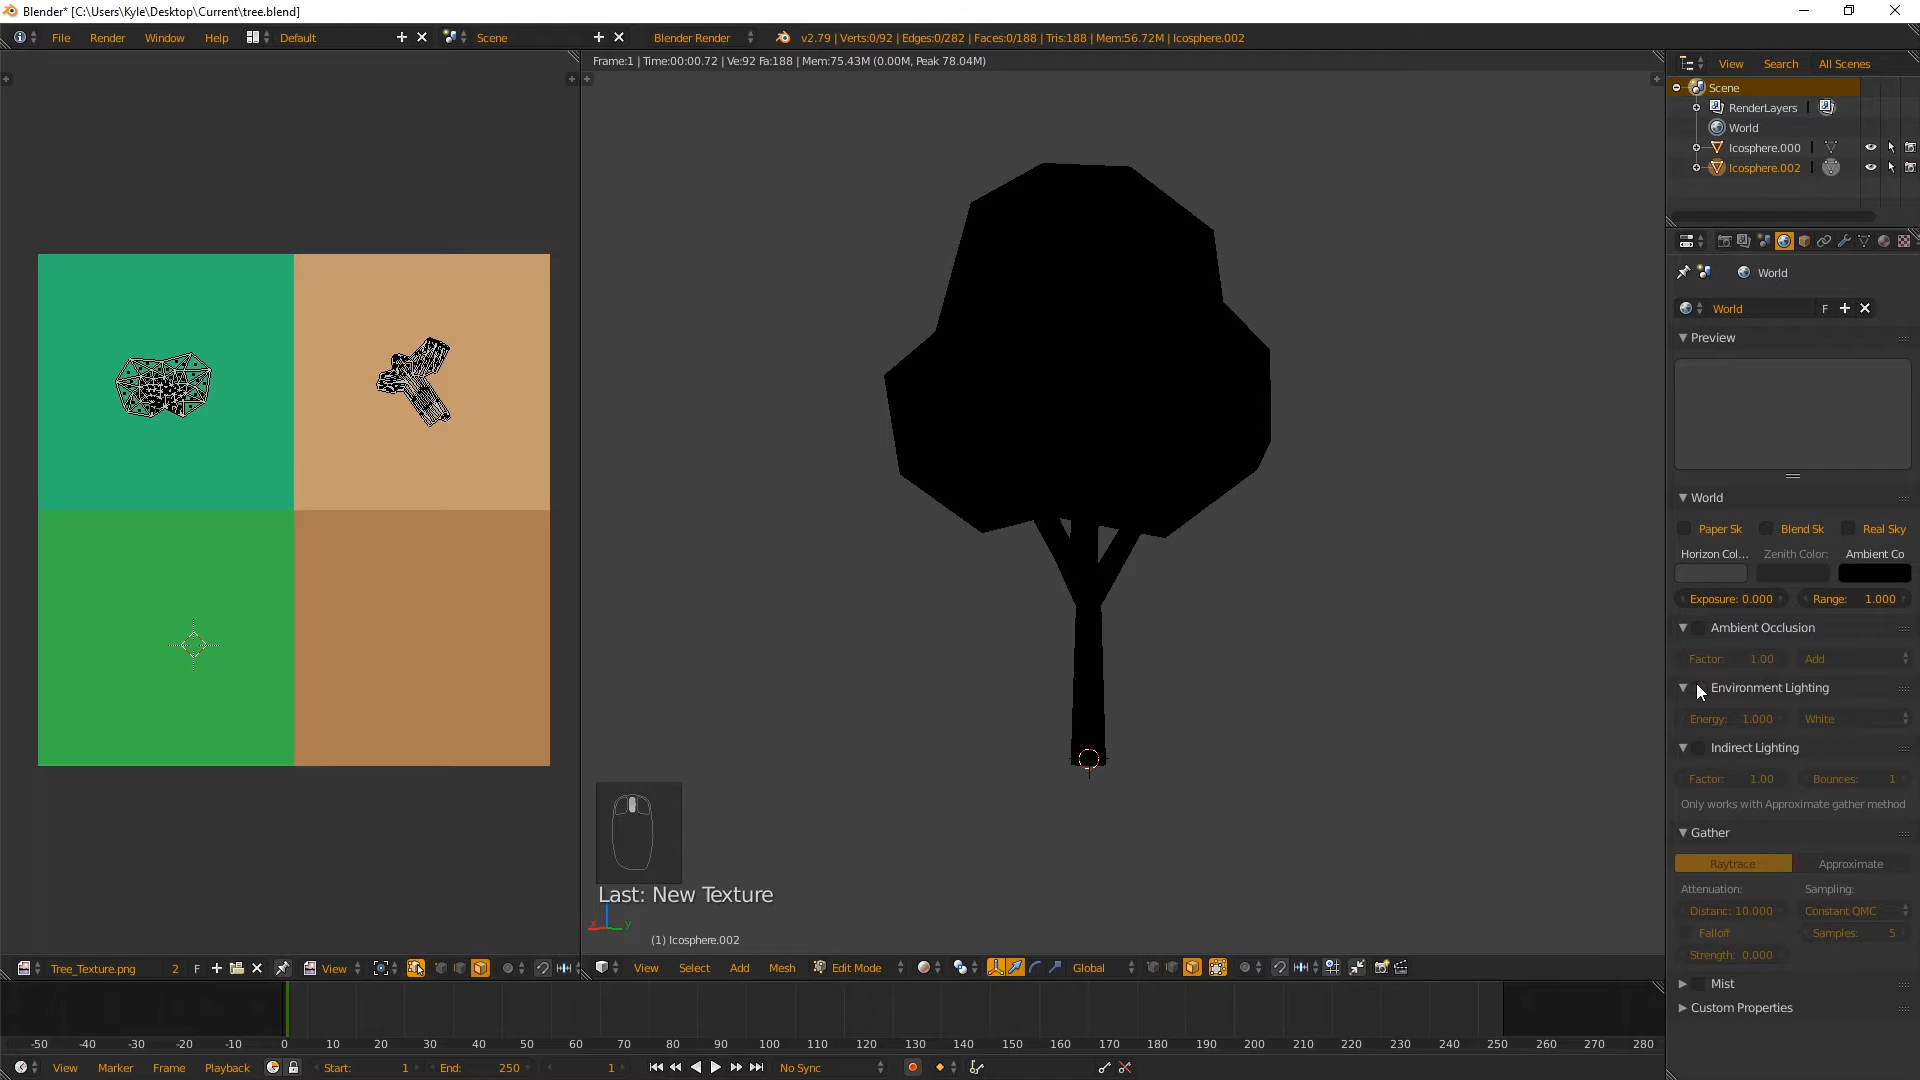 Blender* [C:\Users\Kyle\Desktop\Current\tree.blend]
File Render Window Help Default Scene Blender Render v2.79 | Verts:0/92 | Edges:0/282 | Faces:0/188 | Tris:188 | Mem:56.72M | Icosphere.002
Frame:1 | Time:00:00.72 | Ve:92 Fa:188 | Mem:75.43M (0.00M, Peak 78.04M)
View Search All Scenes
Scene
RenderLayers
World
Icosphere.000
Icosphere.002
World
World F
Preview
World
Paper Sk Blend Sk Real Sky
Horizon Col... Zenith Color: Ambient Co
Exposure: 0.000 Range: 1.000
Ambient Occlusion
Factor: 1.00 Add
Environment Lighting
Energy: 1.000 White
Indirect Lighting
Factor: 1.00 Bounces: 1
Only works with Approximate gather method
Gather
Raytrace Approximate
Attenuation: Sampling:
Distanc: 10.000 Constant QMC
Falloff Samples: 5
Strength: 0.000
Mist
Custom Properties
Last: New Texture
x y
(1) Icosphere.002
Tree_Texture.png 2 F View
View Select Add Mesh Edit Mode Global
-50 -40 -30 -20 -10 0 10 20 30 40 50 60 70 80 90 100 110 120 130 140 150 160 170 180 190 200 210 220 230 240 250 260 270 280
View Marker Frame Playback Start: 1 End: 250 1 No Sync